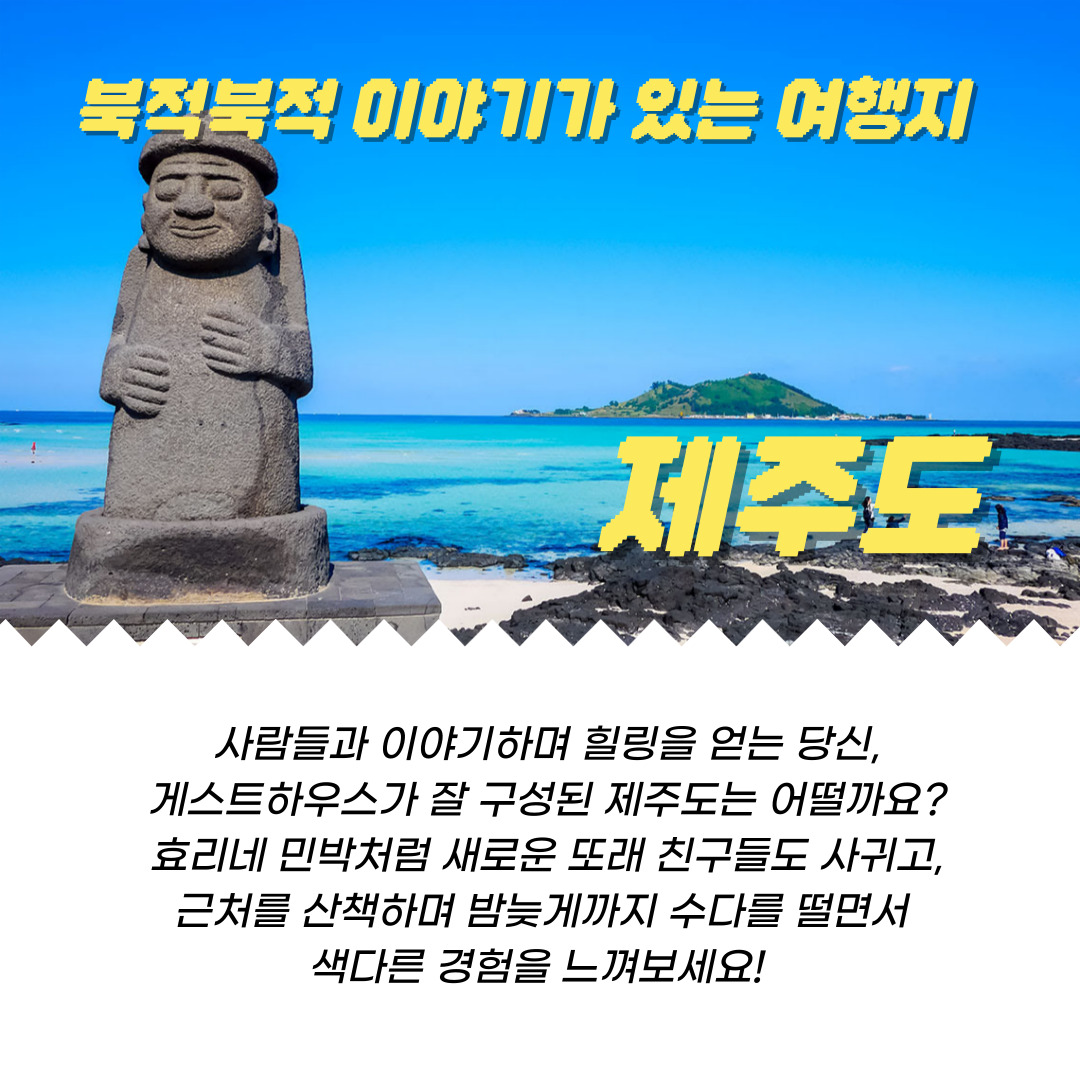 북적북적 이야기가 있는 여행지
제주도
사람들과 이야기하며 힐링을 얻는 당신,
게스트하우스가 잘 구성된 제주도는 어떨까요?
효리네 민박처럼 새로운 또래 친구들도 사귀고,
근처를 산책하며 밤늦게까지 수다를 떨면서
색다른 경험을 느껴보세요!